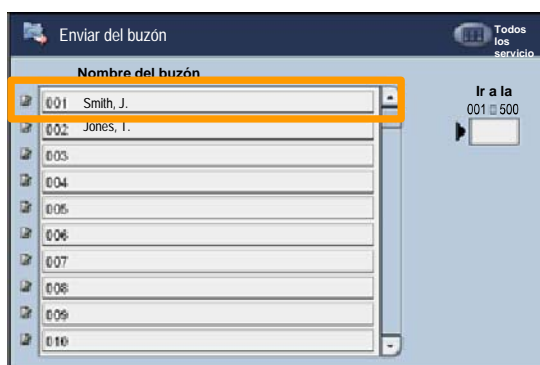 Enviar del buzón
Todos
los
servicio
Nombre del buzón
Ir a la
001 500
001 Smith, J.
002 Jones, T.
003
004
005
006
007
008
009
010